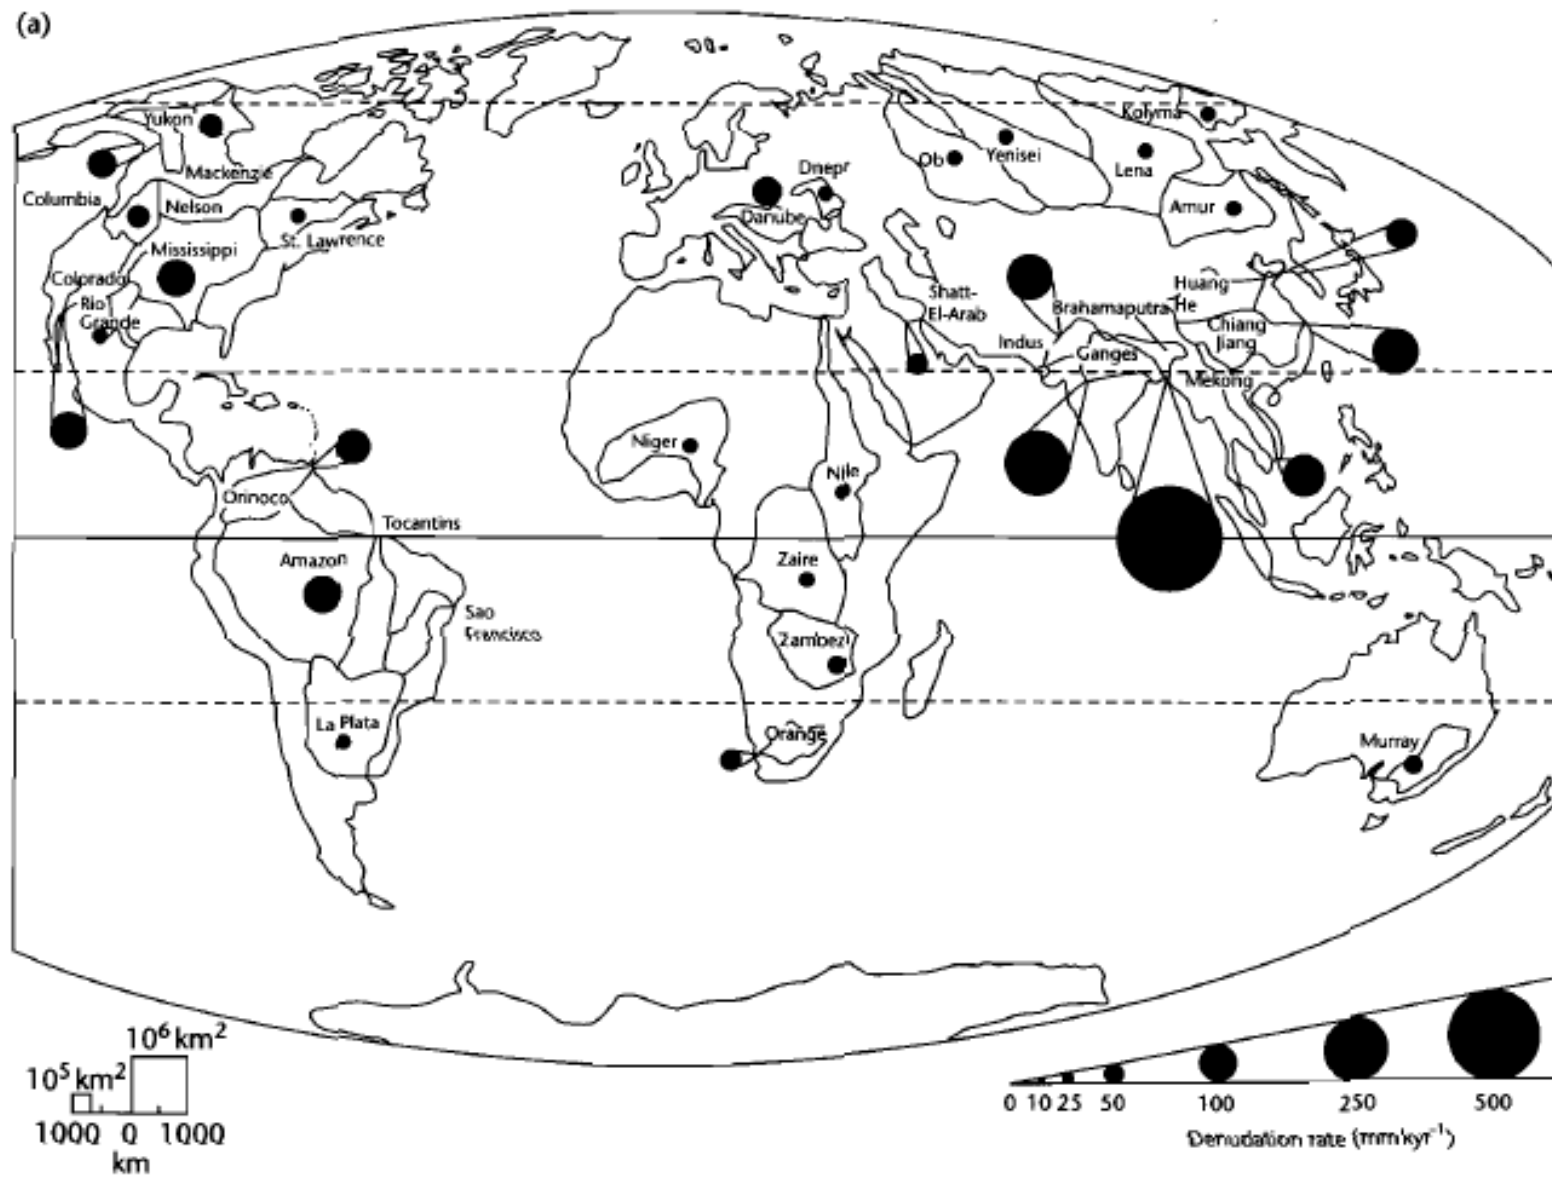 (a)
Yukon
Mackenzie
Columbia
Nelson
St. Lawrence
Mississippi
Colorado
Rio
Grande
Orinoco
Tocantins
Amazon
Sao
Francisco
La Plata
Dnepr
Danube
Niger
Nile
Zaire
Zambezi
Orange
Ob
Yenisei
Kolyma
Lena
Amur
Shatt-
El-Arab
Indus
Brahamaputra
Ganges
Huang
He
Chiang
Jiang
Mekong
Murray
10⁶ km²
10⁵ km²
1000 0 1000
km
0 10 25 50 100 250 500
Denudation rate (mm kyr⁻¹)